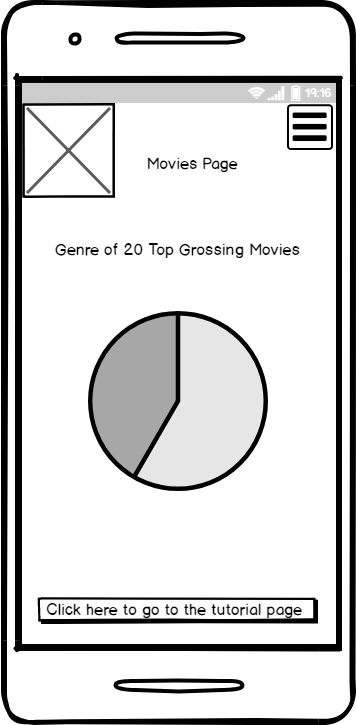 19:16
Movies Page
Genre of 20 Top Grossing Movies
Click here to go to the tutorial page